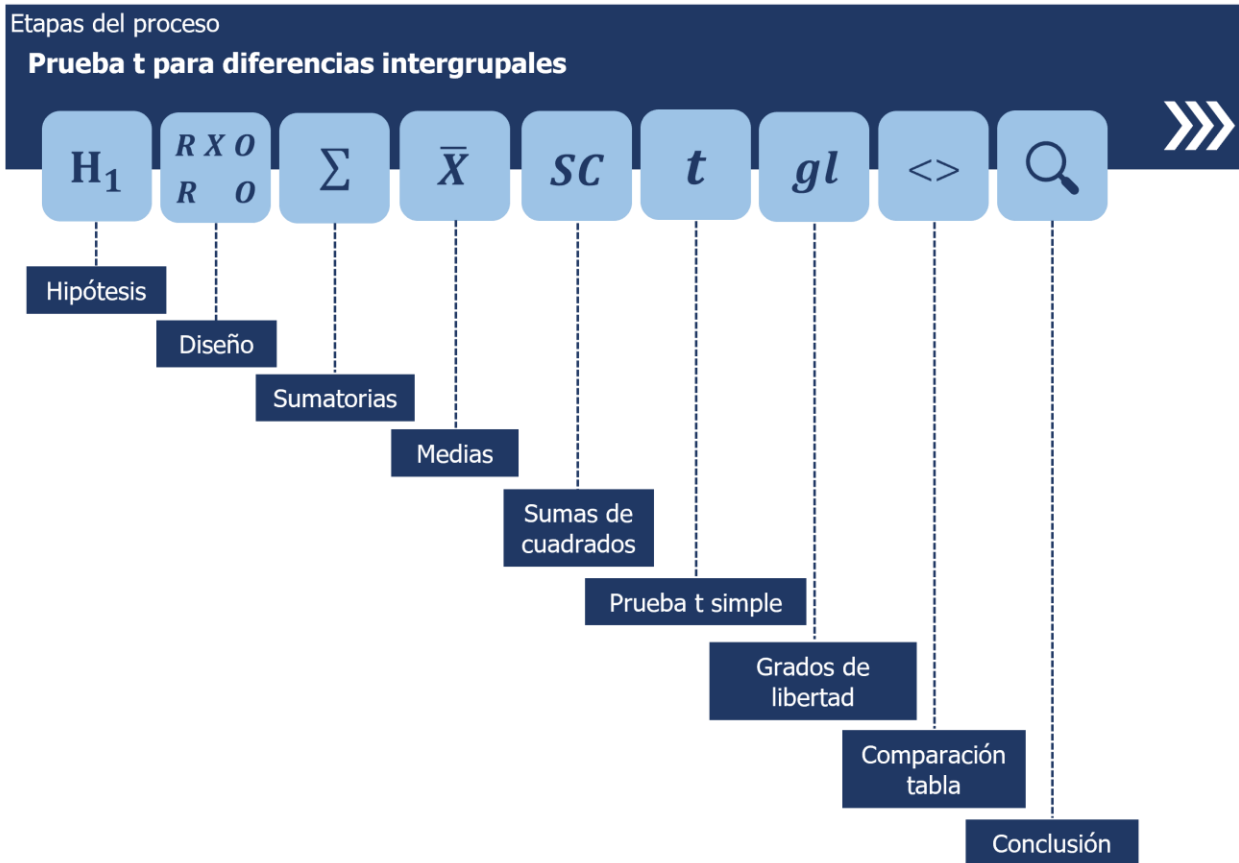 Etapas del proceso
Prueba t para diferencias intergrupales
H₁
R X O
R O
Σ
X̅
SC
t
gl
<>
Hipótesis
Diseño
Sumatorias
Medias
Sumas de
cuadrados
Prueba t simple
Grados de
libertad
Comparación
tabla
Conclusión